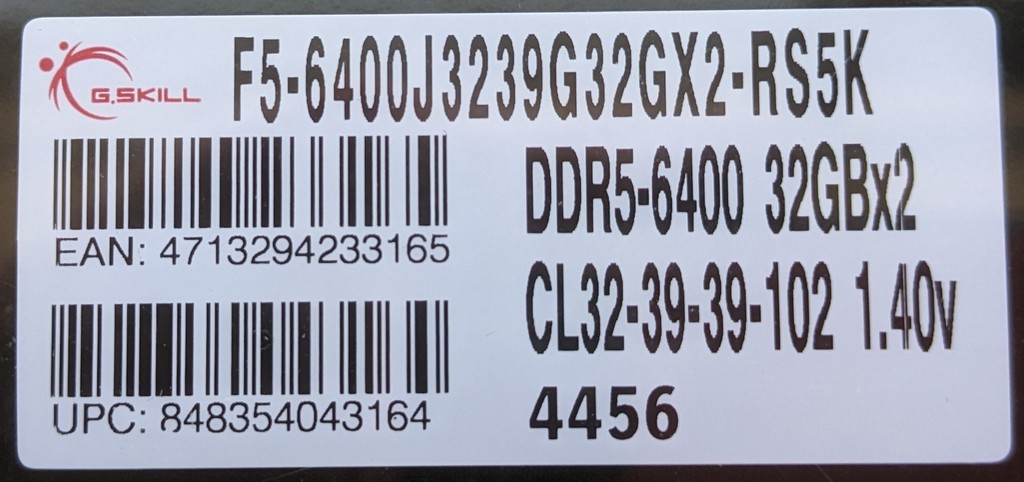 G.SKILL
F5-6400J3239G32GX2-RS5K
EAN: 4713294233165
UPC: 848354043164
DDR5-6400 32GBx2
CL32-39-39-102 1.40v
4456